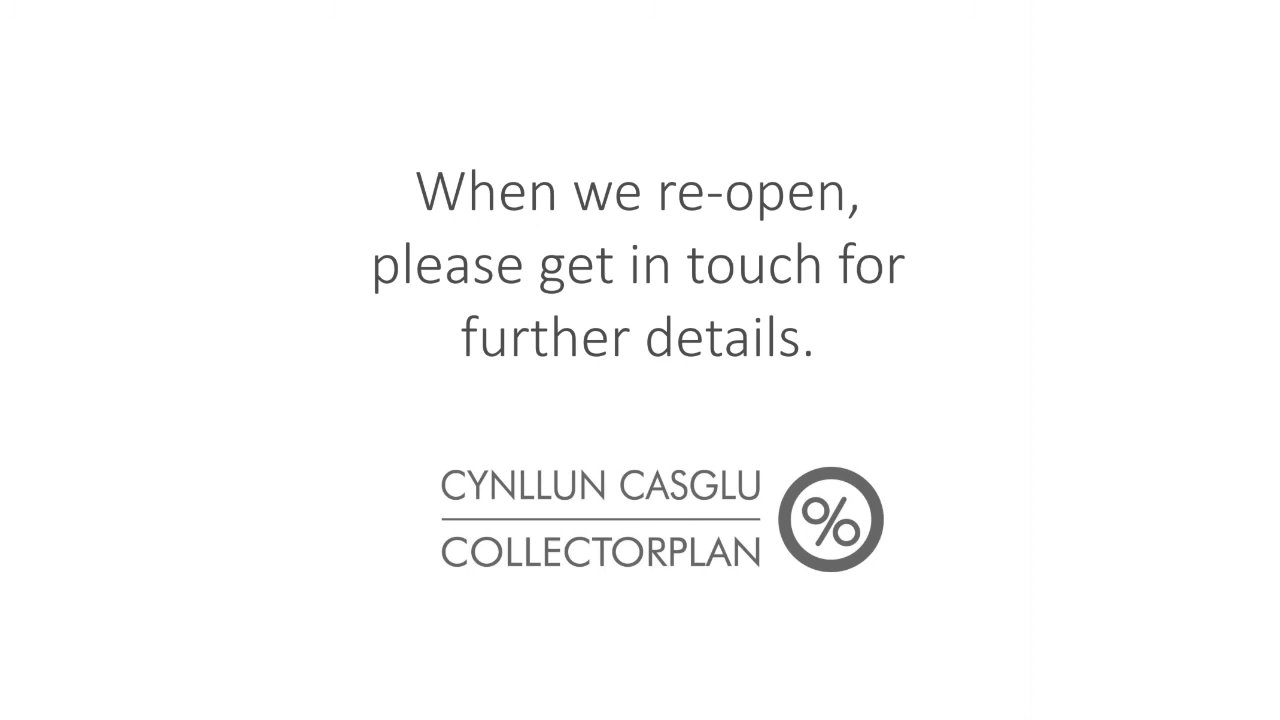 When we re-open,
please get in touch for
further details.
CYNLLUN CASGLU
COLLECTORPLAN
%